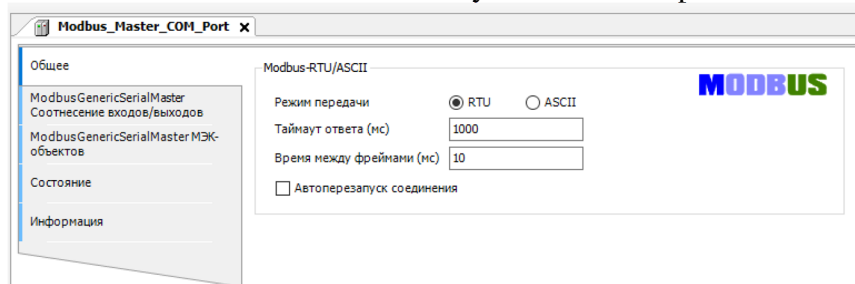 Modbus_Master_COM_Port
Общее
ModbusGenericSerialMaster
Соотнесение входов/выходов
ModbusGenericSerialMaster МЭК-
объектов
Состояние
Информация
Modbus-RTU/ASCII
MODBUS
Режим передачи
RTU
ASCII
Таймаут ответа (мс)
1000
Время между фреймами (мс)
10
Автоперезапуск соединения